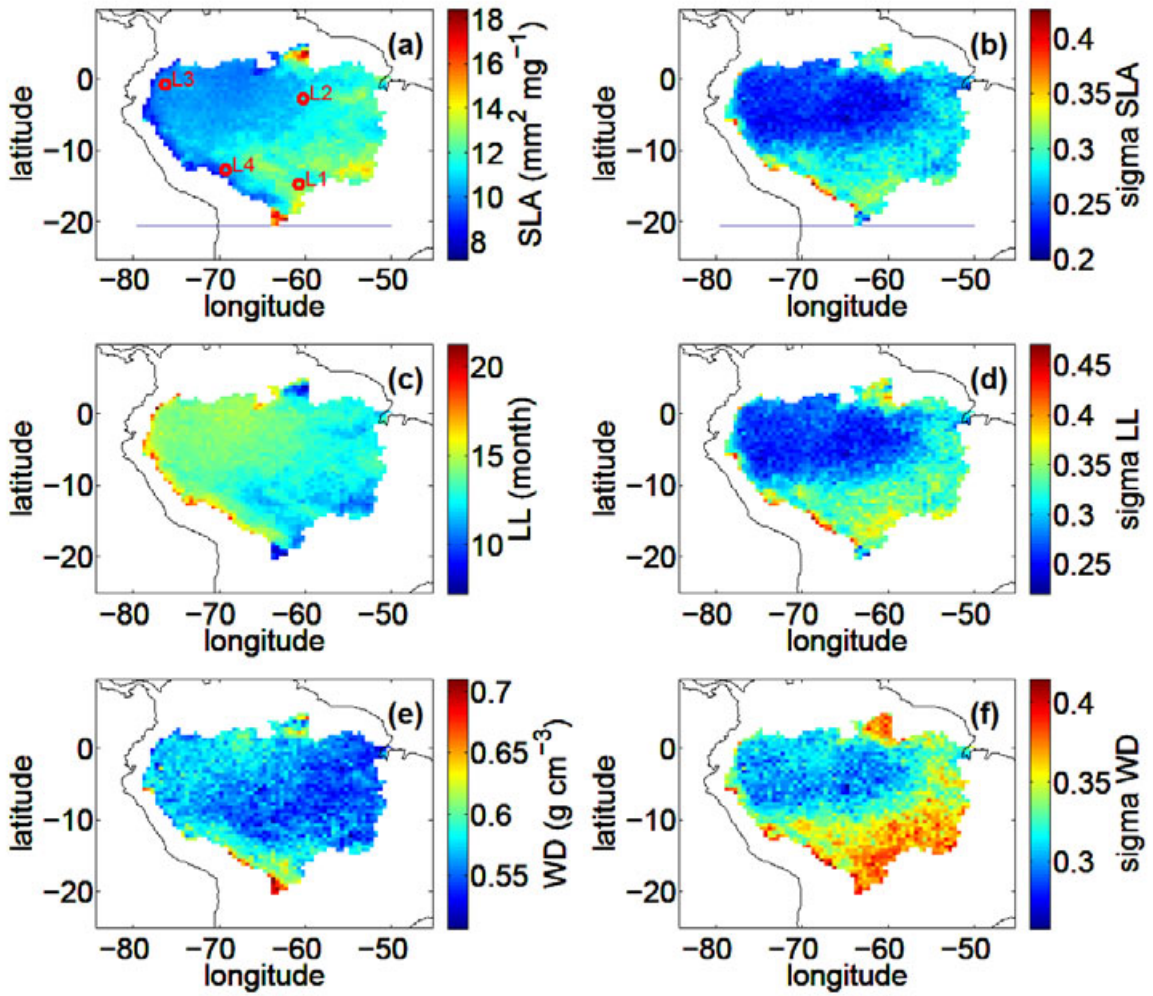 (a)
L3
L2
L4
L1
0
−10
−20
latitude
−80 −70 −60 −50
longitude
18
16
14
12
10
8
SLA (mm² mg⁻¹)
(b)
0
−10
−20
latitude
−80 −70 −60 −50
longitude
0.4
0.35
0.3
0.25
0.2
sigma SLA
(c)
0
−10
−20
latitude
−80 −70 −60 −50
longitude
20
15
10
LL (month)
(d)
0
−10
−20
latitude
−80 −70 −60 −50
longitude
0.45
0.4
0.35
0.3
0.25
sigma LL
(e)
0
−10
−20
latitude
−80 −70 −60 −50
longitude
0.7
0.65
0.6
0.55
WD (g cm⁻³)
(f)
0
−10
−20
latitude
−80 −70 −60 −50
longitude
0.4
0.35
0.3
sigma WD